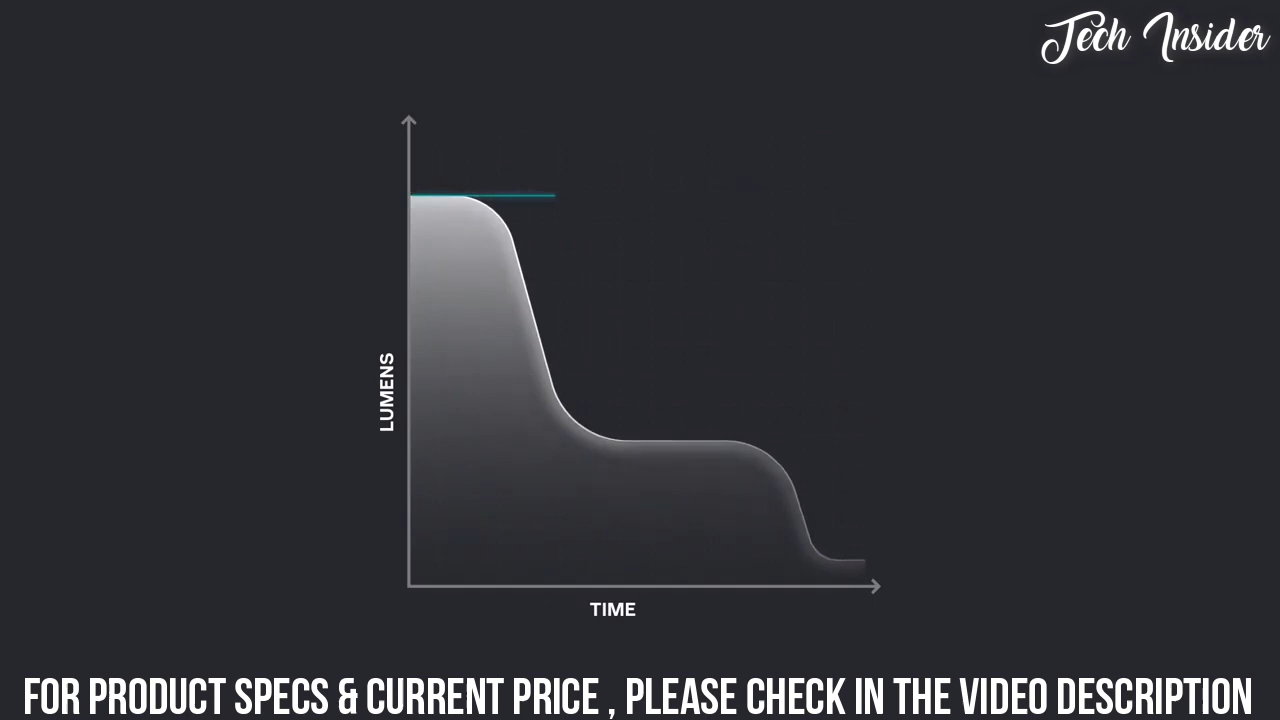 Tech Insider
LUMENS
TIME
FOR PRODUCT SPECS & CURRENT PRICE , PLEASE CHECK IN THE VIDEO DESCRIPTION